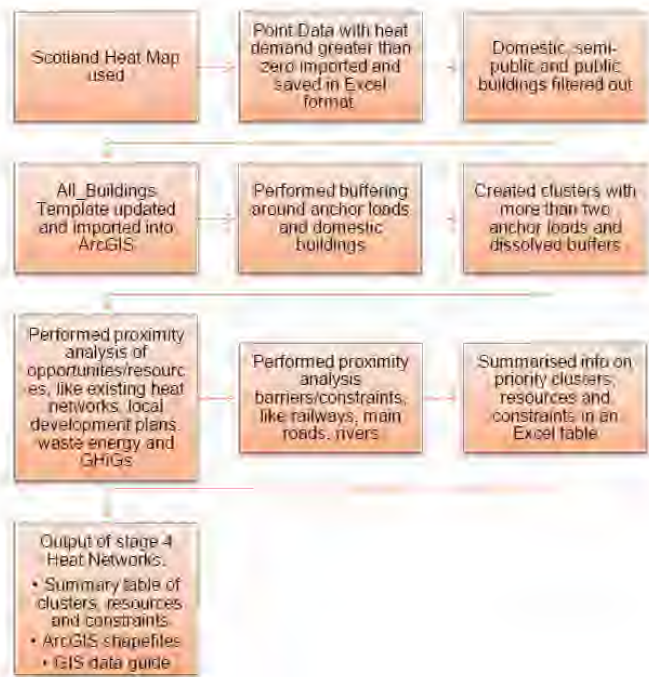 Scotland Heat Map
used
Point Data with heat
demand greater than
zero imported and
saved in Excel
format
Domestic, semi-
public and public
buildings filtered out
All_Buildings
Template updated
and imported into
ArcGIS
Performed buffering
around anchor loads
and domestic
buildings
Created clusters with
more than two
anchor loads and
dissolved buffers
Performed proximity
analysis of
opportunites/resourc
es, like existing heat
networks, local
development plans,
waste energy and
GHiGs
Performed proximity
analysis
barriers/constraints,
like railways, main
roads, rivers
Summarised info on
priority clusters,
resources and
constraints in an
Excel table
Output of stage 4
Heat Networks:
• Summary table of
clusters, resources
and constraints
• ArcGIS shapefiles
• GIS data guide